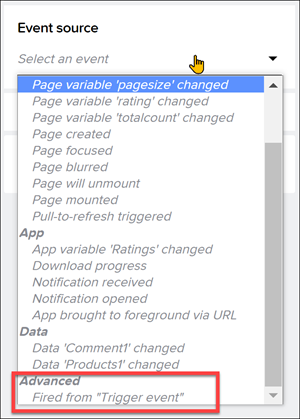 Event source
Select an event
Page variable 'pagesize' changed
Page variable 'rating' changed
Page variable 'totalcount' changed
Page created
Page focused
Page blurred
Page will unmount
Page mounted
Pull-to-refresh triggered
App
App variable 'Ratings' changed
Download progress
Notification received
Notification opened
App brought to foreground via URL
Data
Data 'Comment1' changed
Data 'Products1' changed
Advanced
Fired from "Trigger event"